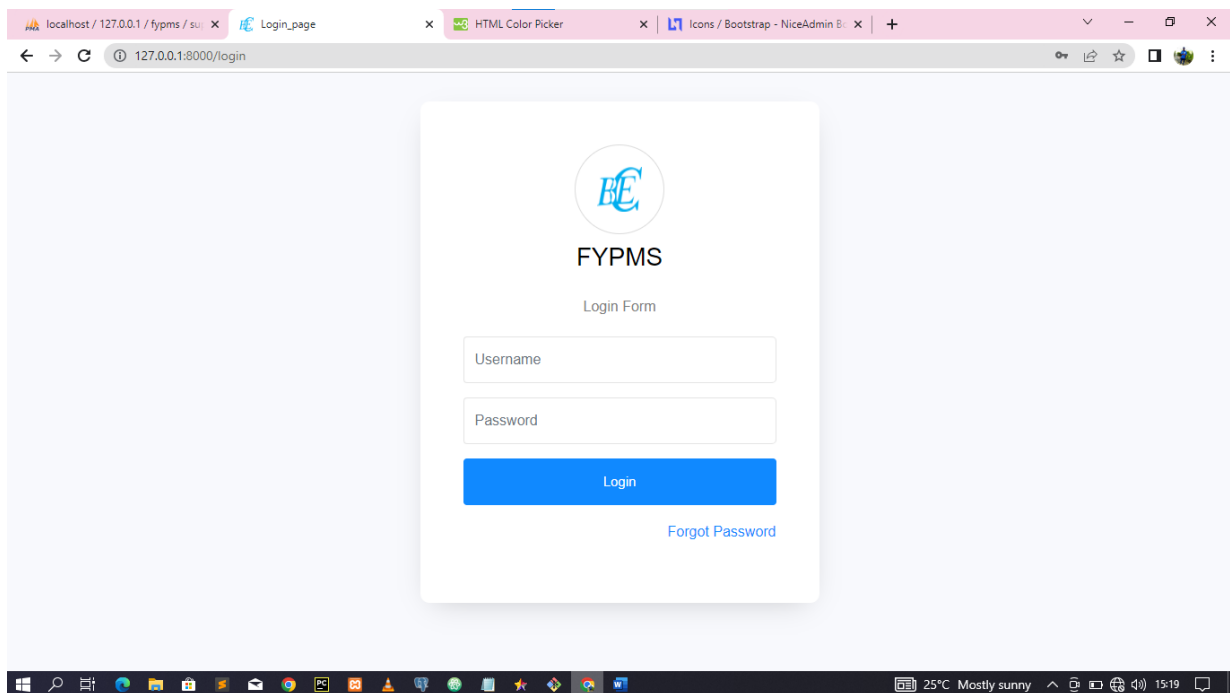 localhost / 127.0.0.1 / fypms / su
Login_page
HTML Color Picker
Icons / Bootstrap - NiceAdmin Bo
127.0.0.1:8000/login
BEC
FYPMS
Login Form
Username
Password
Login
Forgot Password
25°C Mostly sunny
15:19